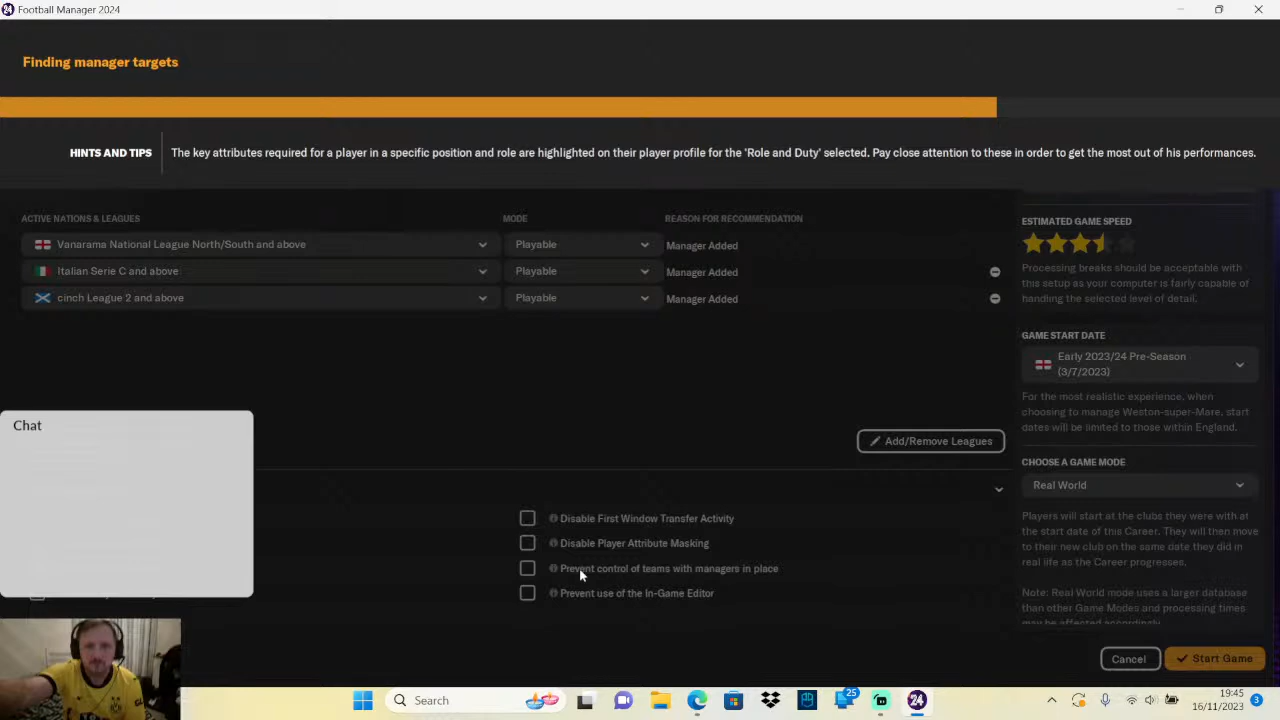 24 Football Manager 2024
Finding manager targets
HINTS AND TIPS
The key attributes required for a player in a specific position and role are highlighted on their player profile for the 'Role and Duty' selected. Pay close attention to these in order to get the most out of his performances.
ACTIVE NATIONS & LEAGUES
MODE
REASON FOR RECOMMENDATION
Vanarama National League North/South and above
Playable
Manager Added
Italian Serie C and above
Playable
Manager Added
cinch League 2 and above
Playable
Manager Added
Add/Remove Leagues
Disable First Window Transfer Activity
Disable Player Attribute Masking
Prevent control of teams with managers in place
Prevent use of the In-Game Editor
ESTIMATED GAME SPEED
Processing breaks should be acceptable with
this setup as your computer is fairly capable of
handling the selected level of detail.
GAME START DATE
Early 2023/24 Pre-Season
(3/7/2023)
For the most realistic experience, when
choosing to manage Weston-super-Mare, start
dates will be limited to those within England.
CHOOSE A GAME MODE
Real World
Players will start at the clubs they were with at
the start date of this Career. They will then move
to their new club on the same date they did in
real life as the Career progresses.
Note: Real World mode uses a larger database
than other Game Modes and processing times
may be affected accordingly.
Cancel
Start Game
Chat
Search
25
24
19:45
16/11/2023
3